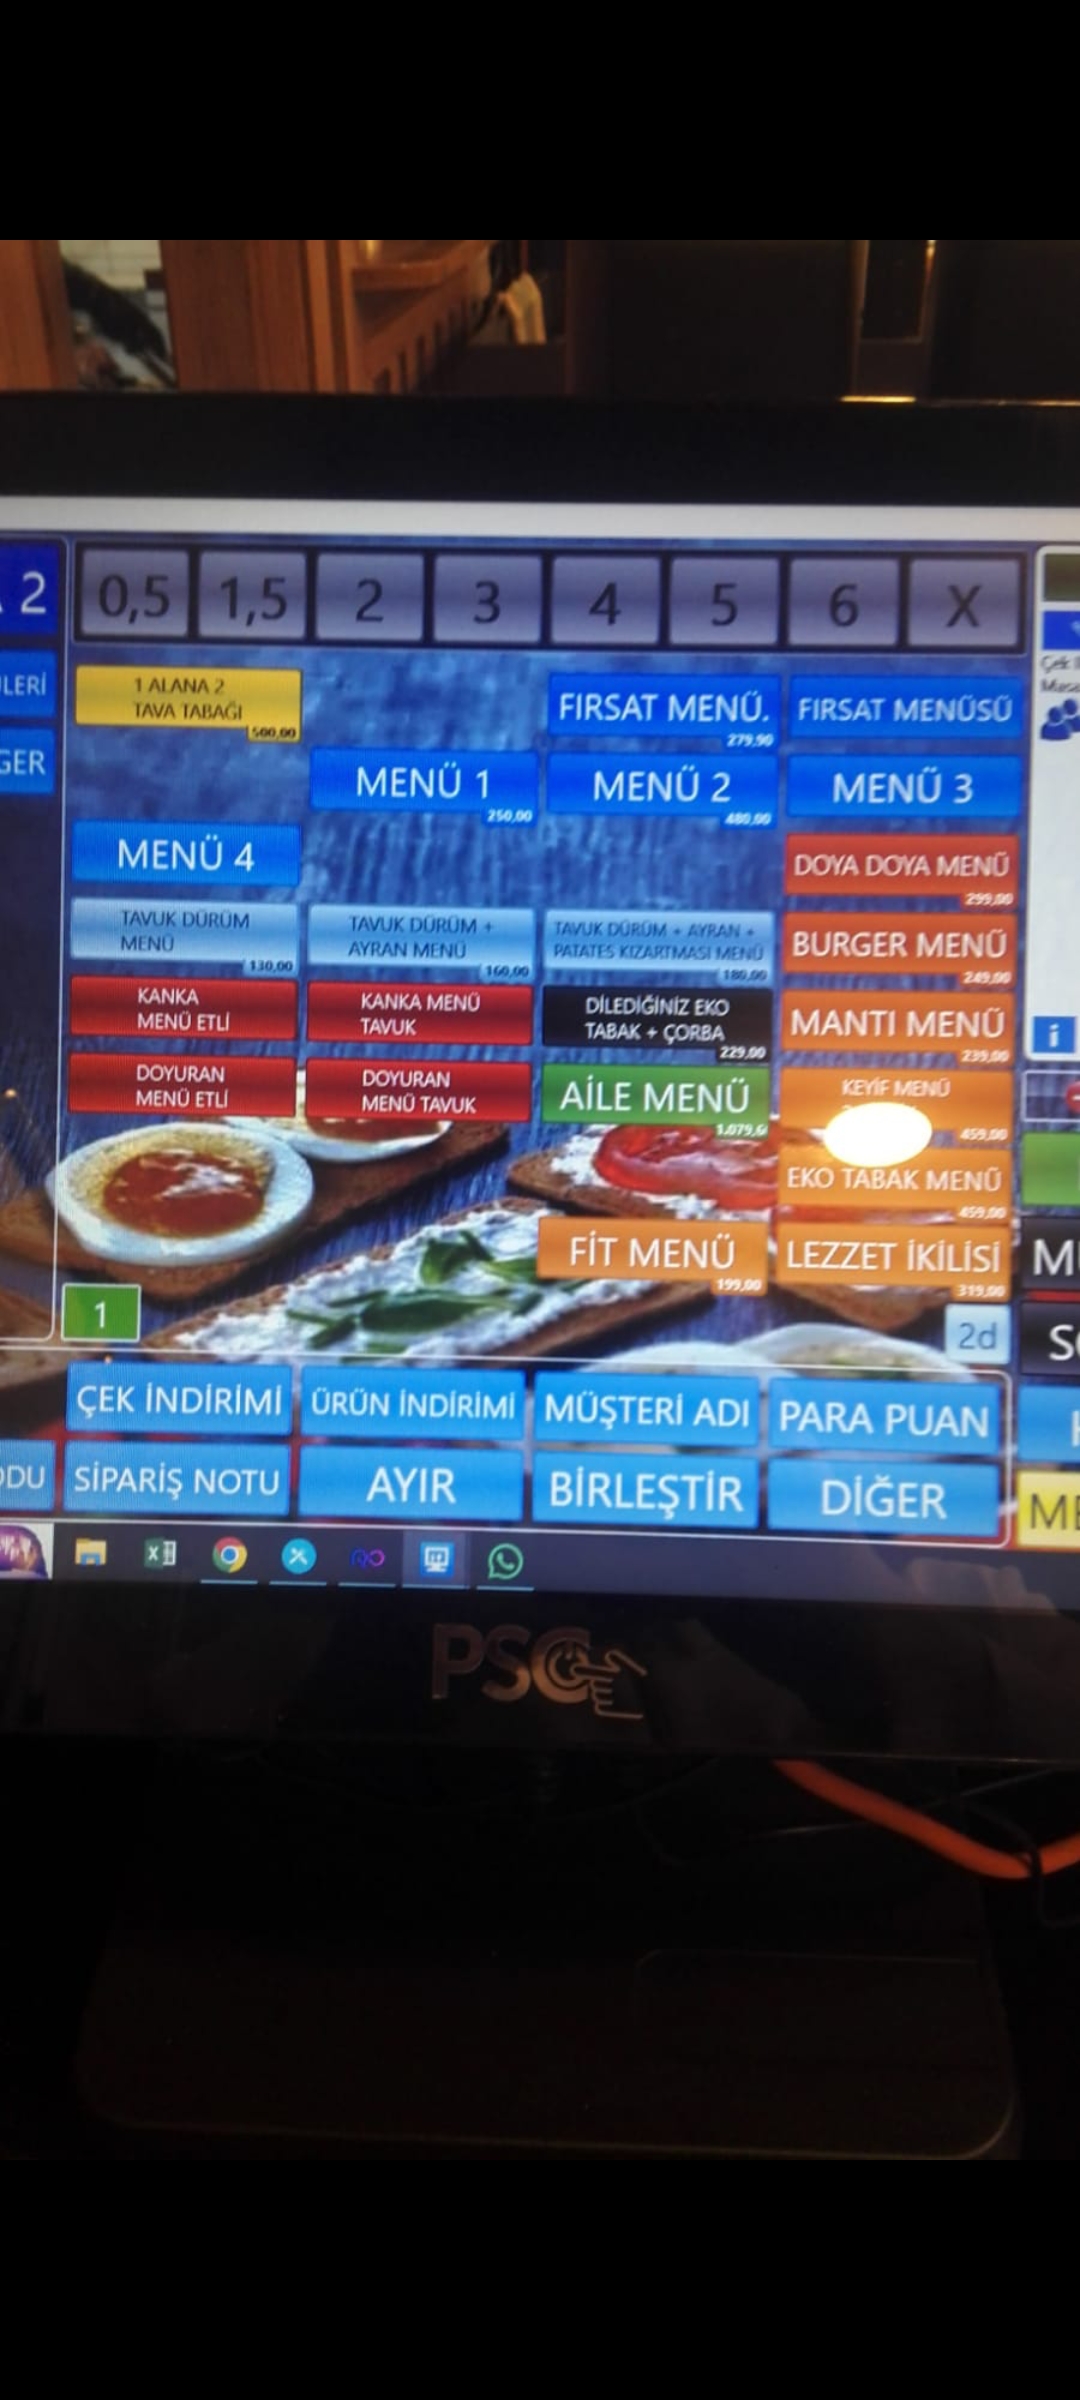 2
0,5
1,5
2
3
4
5
6
X
LERİ
GER
1 ALANA 2
TAVA TABAĞI
500,00
FIRSAT MENÜ.
279,90
FIRSAT MENÜSÜ
MENÜ 1
250,00
MENÜ 2
480,00
MENÜ 3
MENÜ 4
DOYA DOYA MENÜ
299,00
TAVUK DÜRÜM
MENÜ
130,00
TAVUK DÜRÜM +
AYRAN MENÜ
160,00
TAVUK DÜRÜM + AYRAN +
PATATES KIZARTMASI MENÜ
180,00
BURGER MENÜ
249,00
KANKA
MENÜ ETLİ
KANKA MENÜ
TAVUK
DİLEDİĞİNİZ EKO
TABAK + ÇORBA
229,00
MANTI MENÜ
239,00
DOYURAN
MENÜ ETLİ
DOYURAN
MENÜ TAVUK
AİLE MENÜ
1.079,6
KEYİF MENÜ
459,00
EKO TABAK MENÜ
459,00
FİT MENÜ
199,00
LEZZET İKİLİSİ
319,00
1
2d
ÇEK İNDİRİMİ
ÜRÜN İNDİRİMİ
MÜŞTERİ ADI
PARA PUAN
ODU
SİPARİŞ NOTU
AYIR
BİRLEŞTİR
DİĞER
Çek
Masa
i
ME
PSC